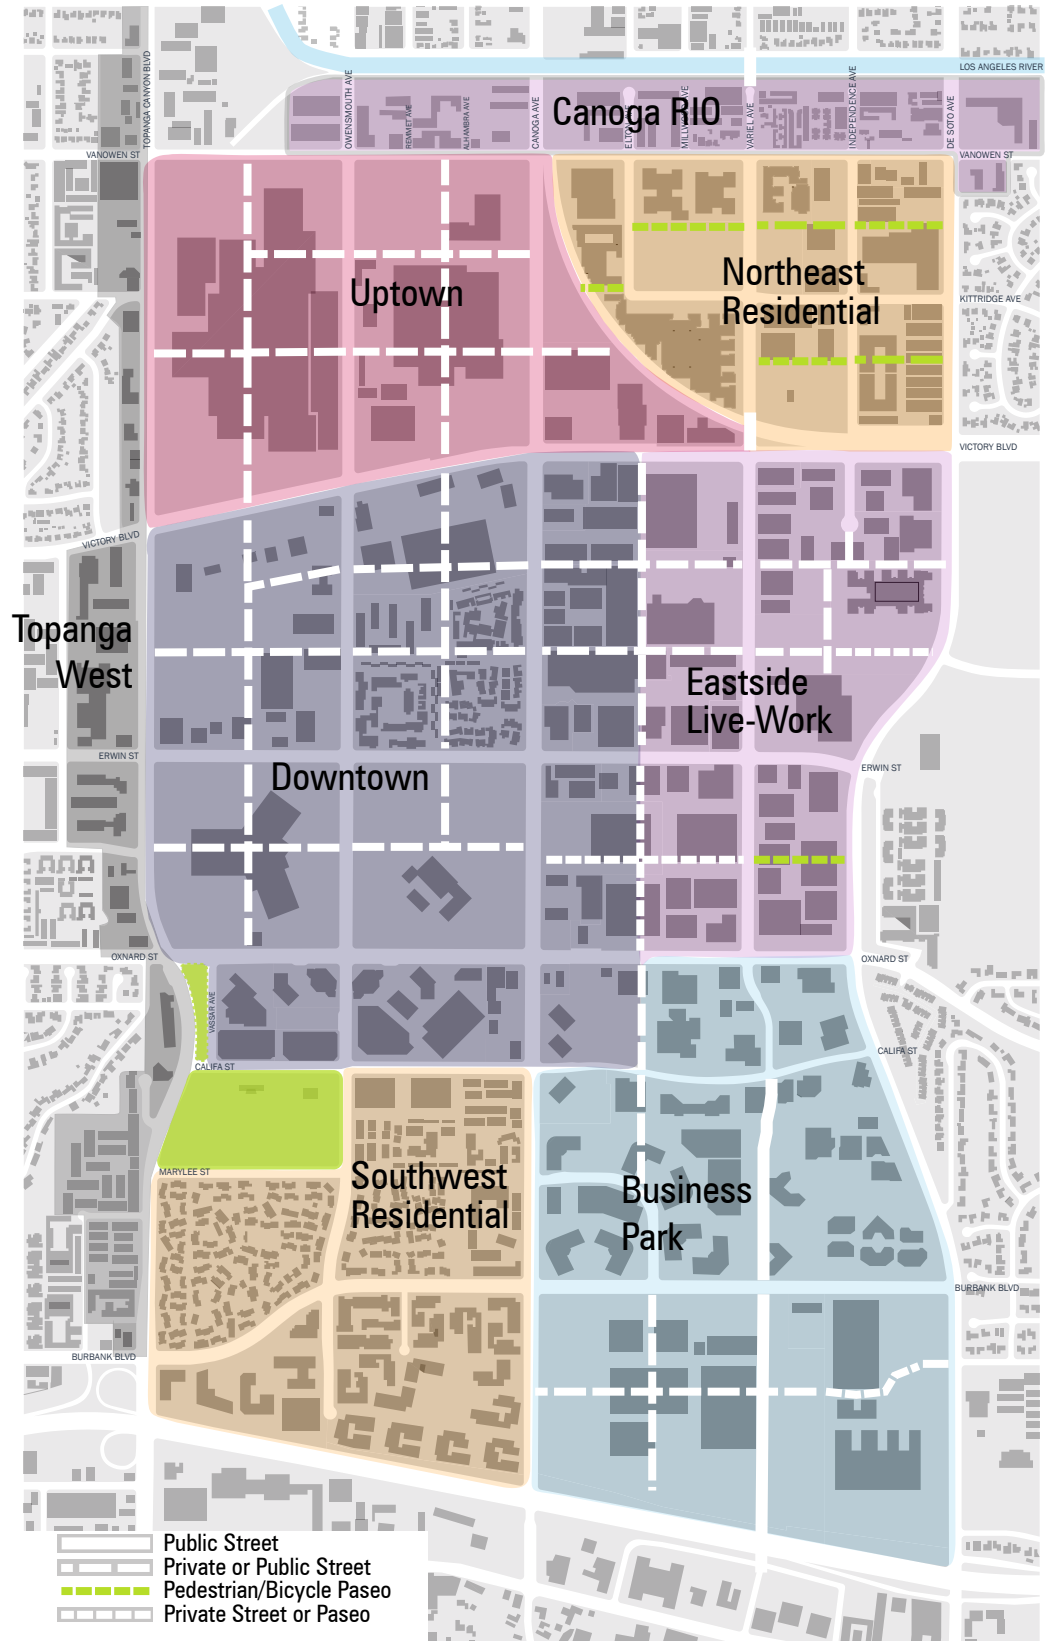 LOS ANGELES RIVER
TOPANGA CANYON BLVD
OWENSMOUTH AVE
REMMET AVE
ALHAMBRA AVE
CANOGA AVE
Canoga RIO
ELTON AVE
MILLWOOD AVE
VARIEL AVE
INDEPENDENCE AVE
DE SOTO AVE
VANOWEN ST
VANOWEN ST
Uptown
Northeast
Residential
KITTRIDGE AVE
VICTORY BLVD
VICTORY BLVD
Topanga
West
Eastside
Live-Work
ERWIN ST
ERWIN ST
Downtown
OXNARD ST
OXNARD ST
VASSAR AVE
CALIFA ST
CALIFA ST
MARYLEE ST
Southwest
Residential
Business
Park
BURBANK BLVD
BURBANK BLVD
Public Street
Private or Public Street
Pedestrian/Bicycle Paseo
Private Street or Paseo